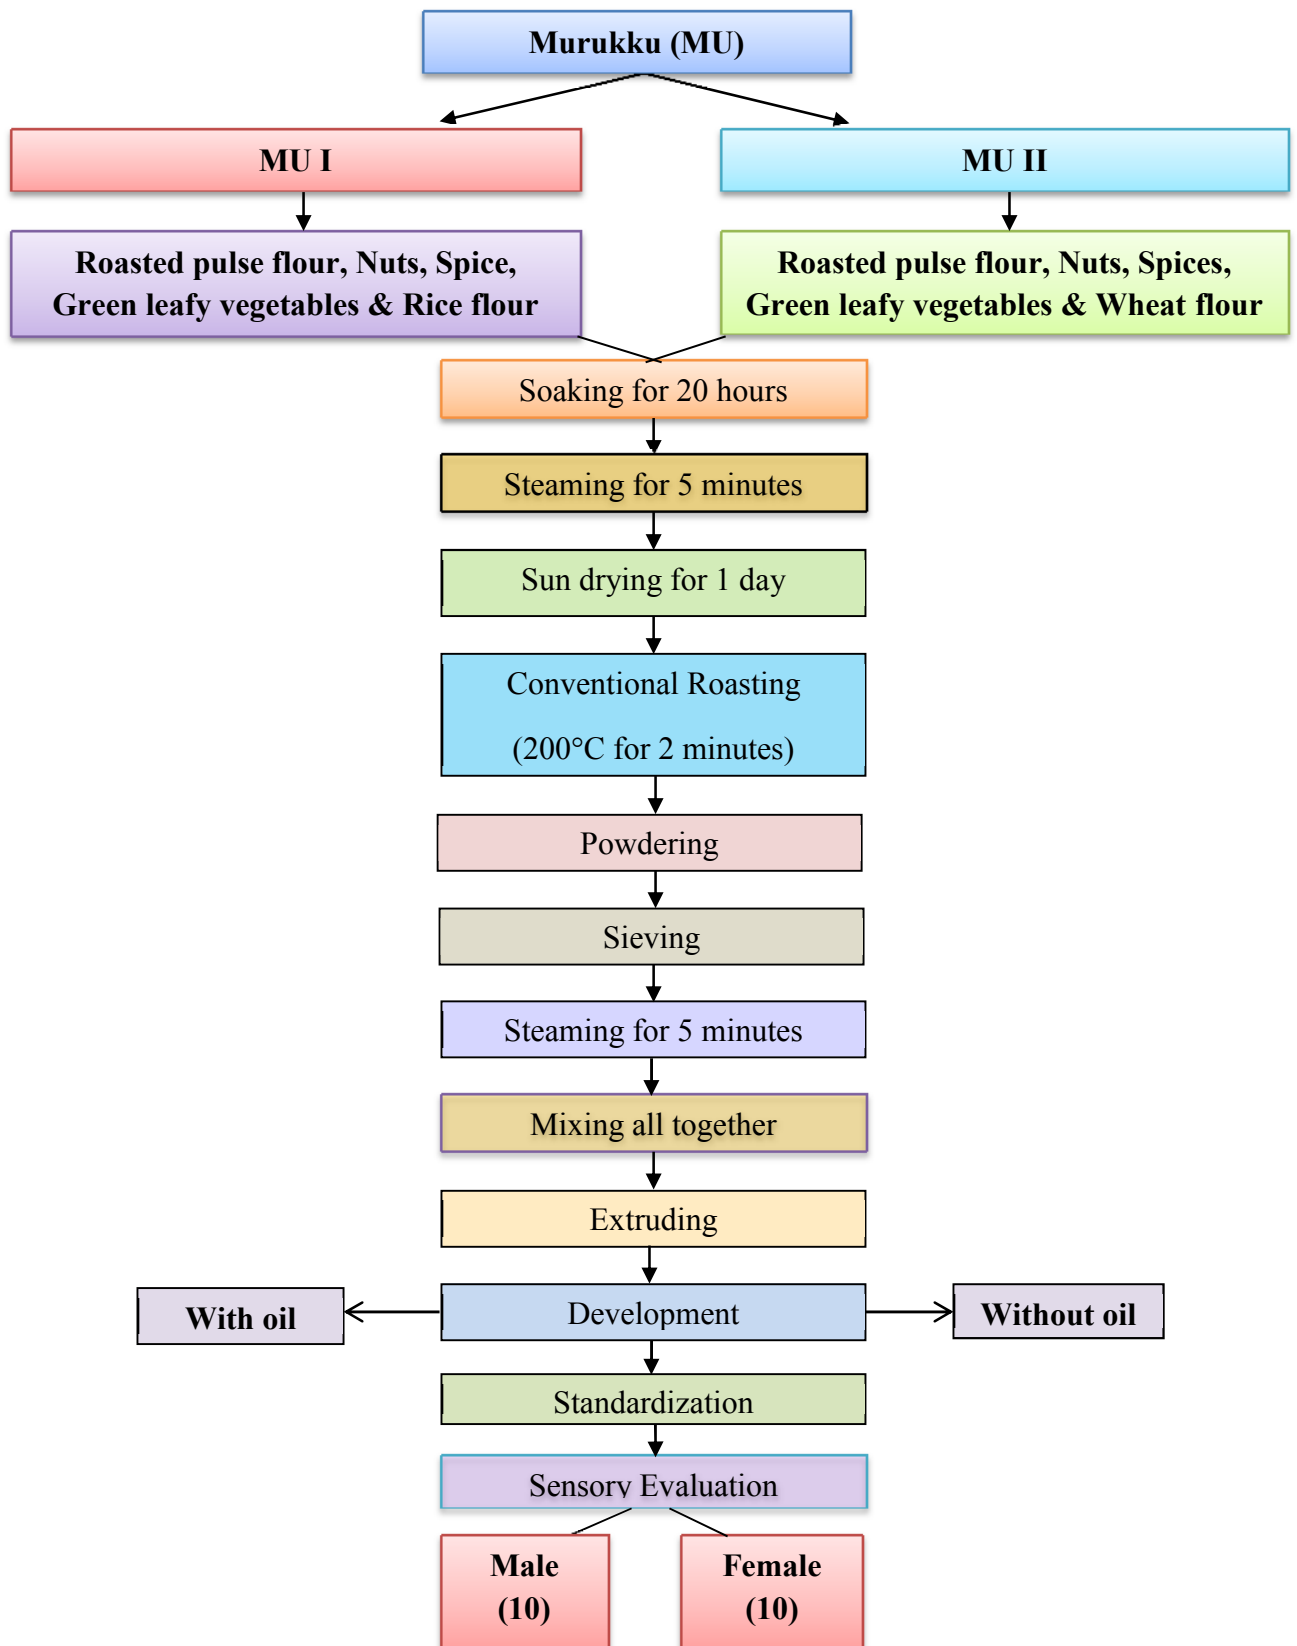 Murukku (MU)
MU I
MU II
Roasted pulse flour, Nuts, Spice,
Green leafy vegetables & Rice flour
Roasted pulse flour, Nuts, Spices,
Green leafy vegetables & Wheat flour
Soaking for 20 hours
Steaming for 5 minutes
Sun drying for 1 day
Conventional Roasting
(200°C for 2 minutes)
Powdering
Sieving
Steaming for 5 minutes
Mixing all together
Extruding
With oil
Development
Without oil
Standardization
Sensory Evaluation
Male
(10)
Female
(10)